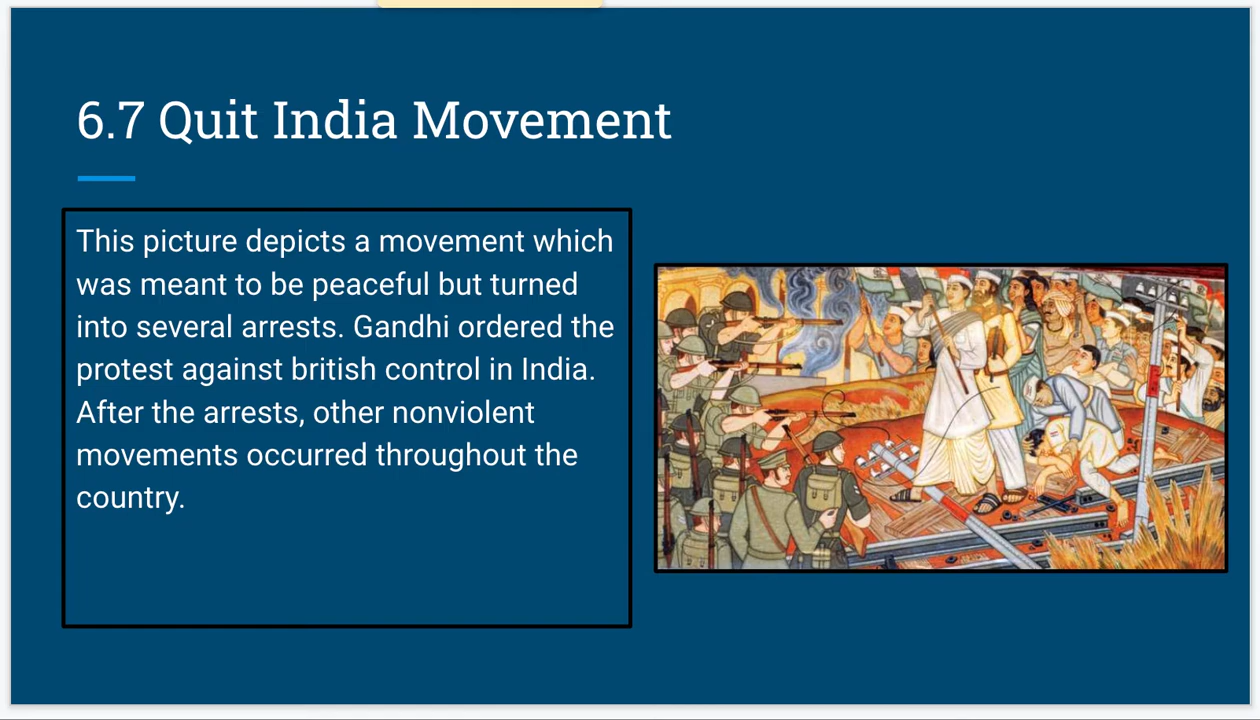 6.7 Quit India Movement
This picture depicts a movement which
was meant to be peaceful but turned
into several arrests. Gandhi ordered the
protest against british control in India.
After the arrests, other nonviolent
movements occurred throughout the
country.